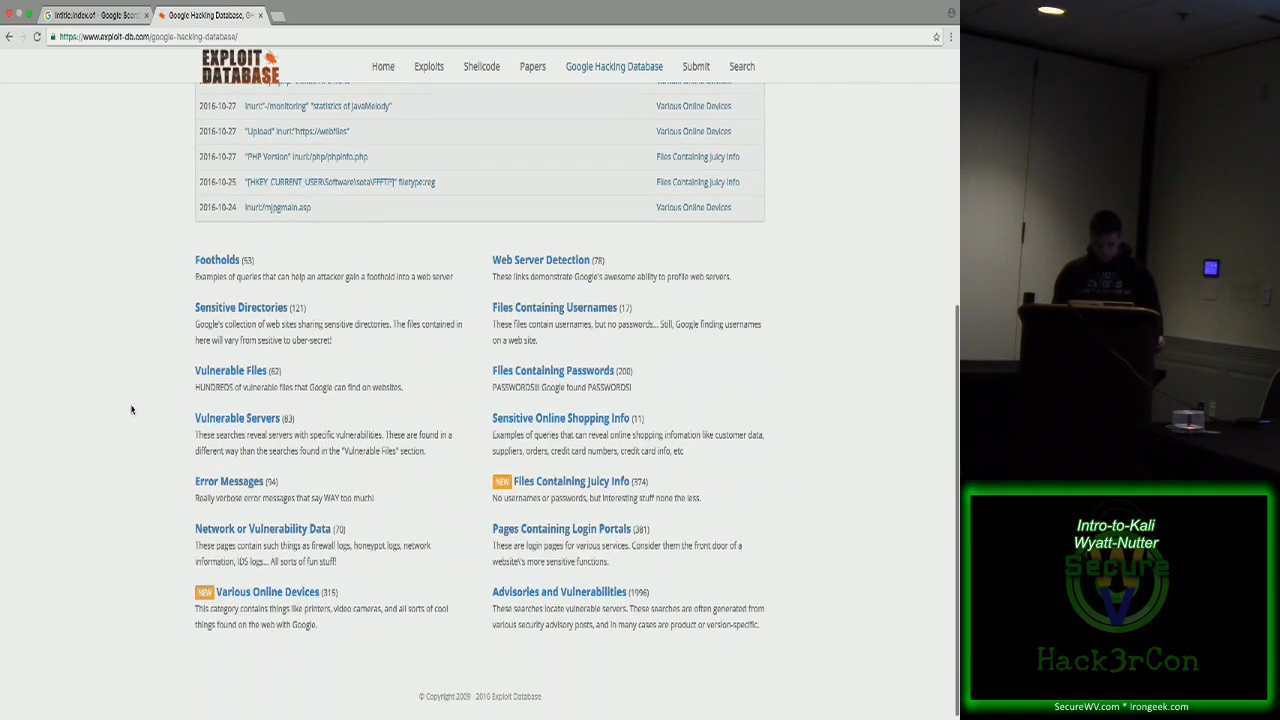 intitle:index.of - Google Sear
Google Hacking Database, GH
https://www.exploit-db.com/google-hacking-database/
EXPLOIT
DATABASE
Home Exploits Shellcode Papers Google Hacking Database Submit Search
2016-10-27 inurl:"-/monitoring" "statistics of JavaMelody" Various Online Devices
2016-10-27 "Upload" inurl:"https://webfiles" Various Online Devices
2016-10-27 "PHP Version" inurl:/php/phpinfo.php Files Containing Juicy Info
2016-10-25 "[HKEY_CURRENT_USER\Software\sota\FFFTP]" filetype:reg Files Containing Juicy Info
2016-10-24 inurl:/mjpgmain.asp Various Online Devices
Footholds (53)
Examples of queries that can help an attacker gain a foothold into a web server
Sensitive Directories (121)
Google's collection of web sites sharing sensitive directories. The files contained in
here will vary from sesitive to uber-secret!
Vulnerable Files (62)
HUNDREDS of vulnerable files that Google can find on websites.
Vulnerable Servers (83)
These searches reveal servers with specific vulnerabilities. These are found in a
different way than the searches found in the "Vulnerable Files" section.
Error Messages (94)
Really verbose error messages that say WAY too much!
Network or Vulnerability Data (70)
These pages contain such things as firewall logs, honeypot logs, network
information, IDS logs... All sorts of fun stuff!
NEW Various Online Devices (315)
This category contains things like printers, video cameras, and all sorts of cool
things found on the web with Google.
Web Server Detection (78)
These links demonstrate Google's awesome ability to profile web servers.
Files Containing Usernames (17)
These files contain usernames, but no passwords... Still, Google finding usernames
on a web site.
Files Containing Passwords (200)
PASSWORDS!!! Google found PASSWORDS!
Sensitive Online Shopping Info (11)
Examples of queries that can reveal online shopping infomation like customer data,
suppliers, orders, credit card numbers, credit card info, etc
NEW Files Containing Juicy Info (374)
No usernames or passwords, but interesting stuff none the less.
Pages Containing Login Portals (381)
These are login pages for various services. Consider them the front door of a
website\'s more sensitive functions.
Advisories and Vulnerabilities (1996)
These searches locate vulnerable servers. These searches are often generated from
various security advisory posts, and in many cases are product or version-specific.
© Copyright 2009 - 2016 Exploit Database
Intro-to-Kali
Wyatt-Nutter
Secure
WV
Hack3rCon
SecureWV.com * Irongeek.com